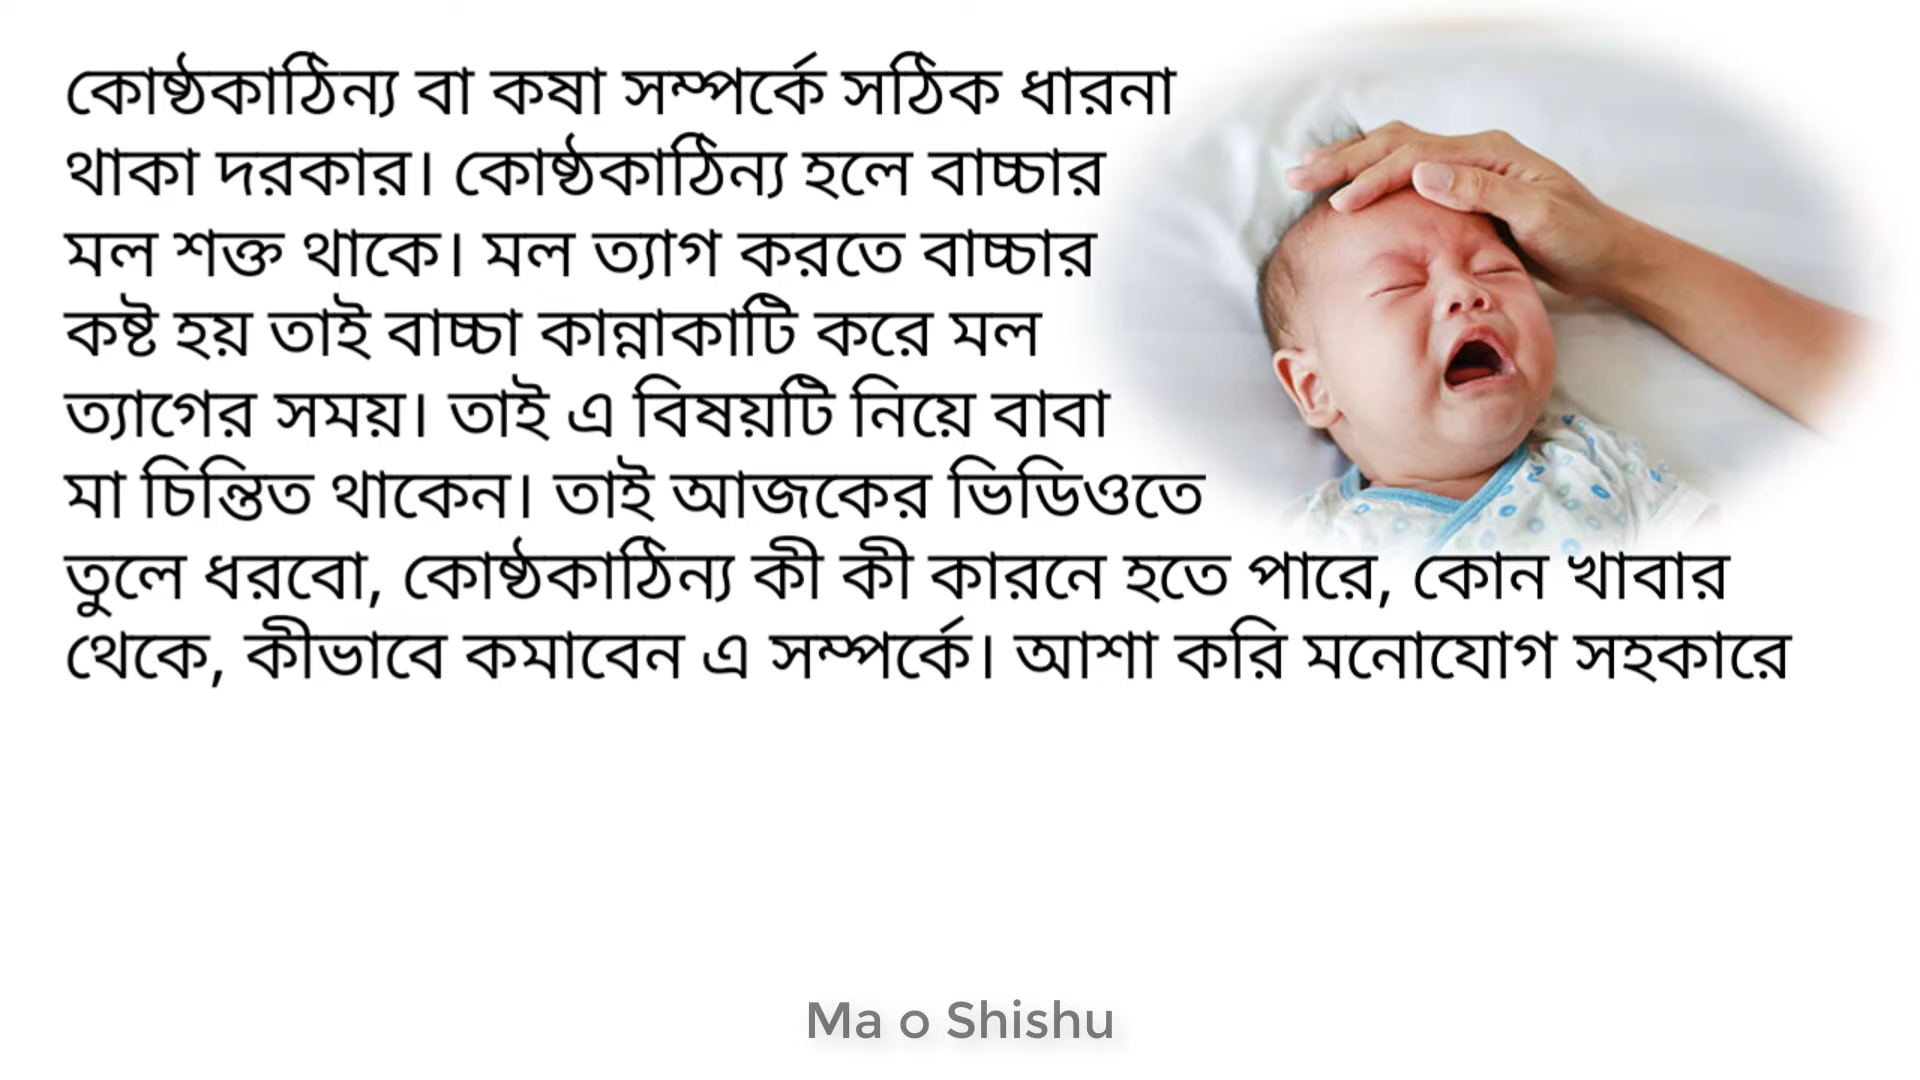 কোষ্ঠকাঠিন্য বা কষা সম্পর্কে সঠিক ধারনা
থাকা দরকার। কোষ্ঠকাঠিন্য হলে বাচ্চার
মল শক্ত থাকে। মল ত্যাগ করতে বাচ্চার
কষ্ট হয় তাই বাচ্চা কান্নাকাটি করে মল
ত্যাগের সময়। তাই এ বিষয়টি নিয়ে বাবা
মা চিন্তিত থাকেন। তাই আজকের ভিডিওতে
তুলে ধরবো, কোষ্ঠকাঠিন্য কী কী কারনে হতে পারে, কোন খাবার
থেকে, কীভাবে কমাবেন এ সম্পর্কে। আশা করি মনোযোগ সহকারে
Ma o Shishu